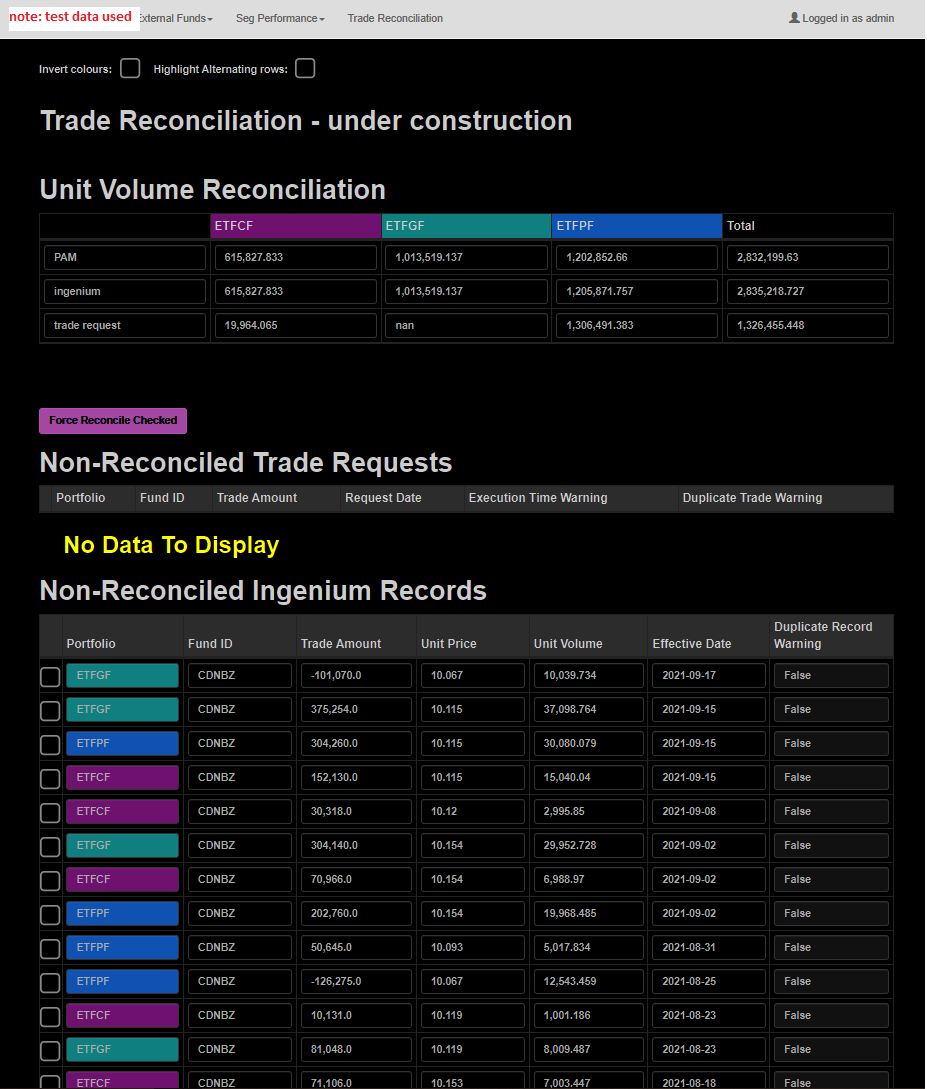 note: test data used xternal Funds Seg Performance Trade Reconciliation Logged in as admin
Invert colours: Highlight Alternating rows:
Trade Reconciliation - under construction
Unit Volume Reconciliation
ETFCF ETFGF ETFPF Total
PAM 615,827.833 1,013,519.137 1,202,852.66 2,832,199.63
ingenium 615,827.833 1,013,519.137 1,205,871.757 2,835,218.727
trade request 19,964.065 nan 1,306,491.383 1,326,455.448
Force Reconcile Checked
Non-Reconciled Trade Requests
Portfolio Fund ID Trade Amount Request Date Execution Time Warning Duplicate Trade Warning
No Data To Display
Non-Reconciled Ingenium Records
Portfolio Fund ID Trade Amount Unit Price Unit Volume Effective Date Duplicate Record Warning
ETFGF CDNBZ -101,070.0 10.067 10,039.734 2021-09-17 False
ETFGF CDNBZ 375,254.0 10.115 37,098.764 2021-09-15 False
ETFPF CDNBZ 304,260.0 10.115 30,080.079 2021-09-15 False
ETFCF CDNBZ 152,130.0 10.115 15,040.04 2021-09-15 False
ETFCF CDNBZ 30,318.0 10.12 2,995.85 2021-09-08 False
ETFGF CDNBZ 304,140.0 10.154 29,952.728 2021-09-02 False
ETFCF CDNBZ 70,966.0 10.154 6,988.97 2021-09-02 False
ETFPF CDNBZ 202,760.0 10.154 19,968.485 2021-09-02 False
ETFPF CDNBZ 50,645.0 10.093 5,017.834 2021-08-31 False
ETFPF CDNBZ -126,275.0 10.067 12,543.459 2021-08-25 False
ETFCF CDNBZ 10,131.0 10.119 1,001.186 2021-08-23 False
ETFGF CDNBZ 81,048.0 10.119 8,009.487 2021-08-23 False
ETFCF CDNBZ 71,106.0 10.153 7,003.447 2021-08-18 False